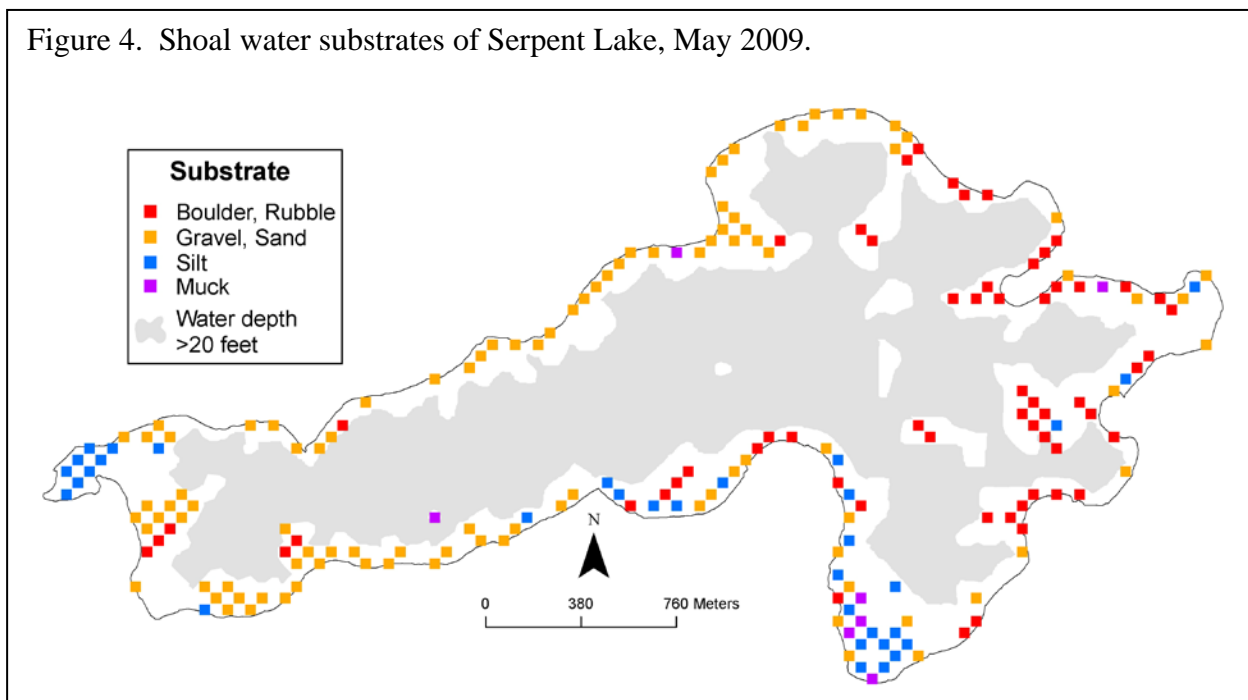 Figure 4.  Shoal water substrates of Serpent Lake, May 2009.
Substrate
Boulder, Rubble
Gravel, Sand
Silt
Muck
Water depth
>20 feet
N
0 380 760 Meters